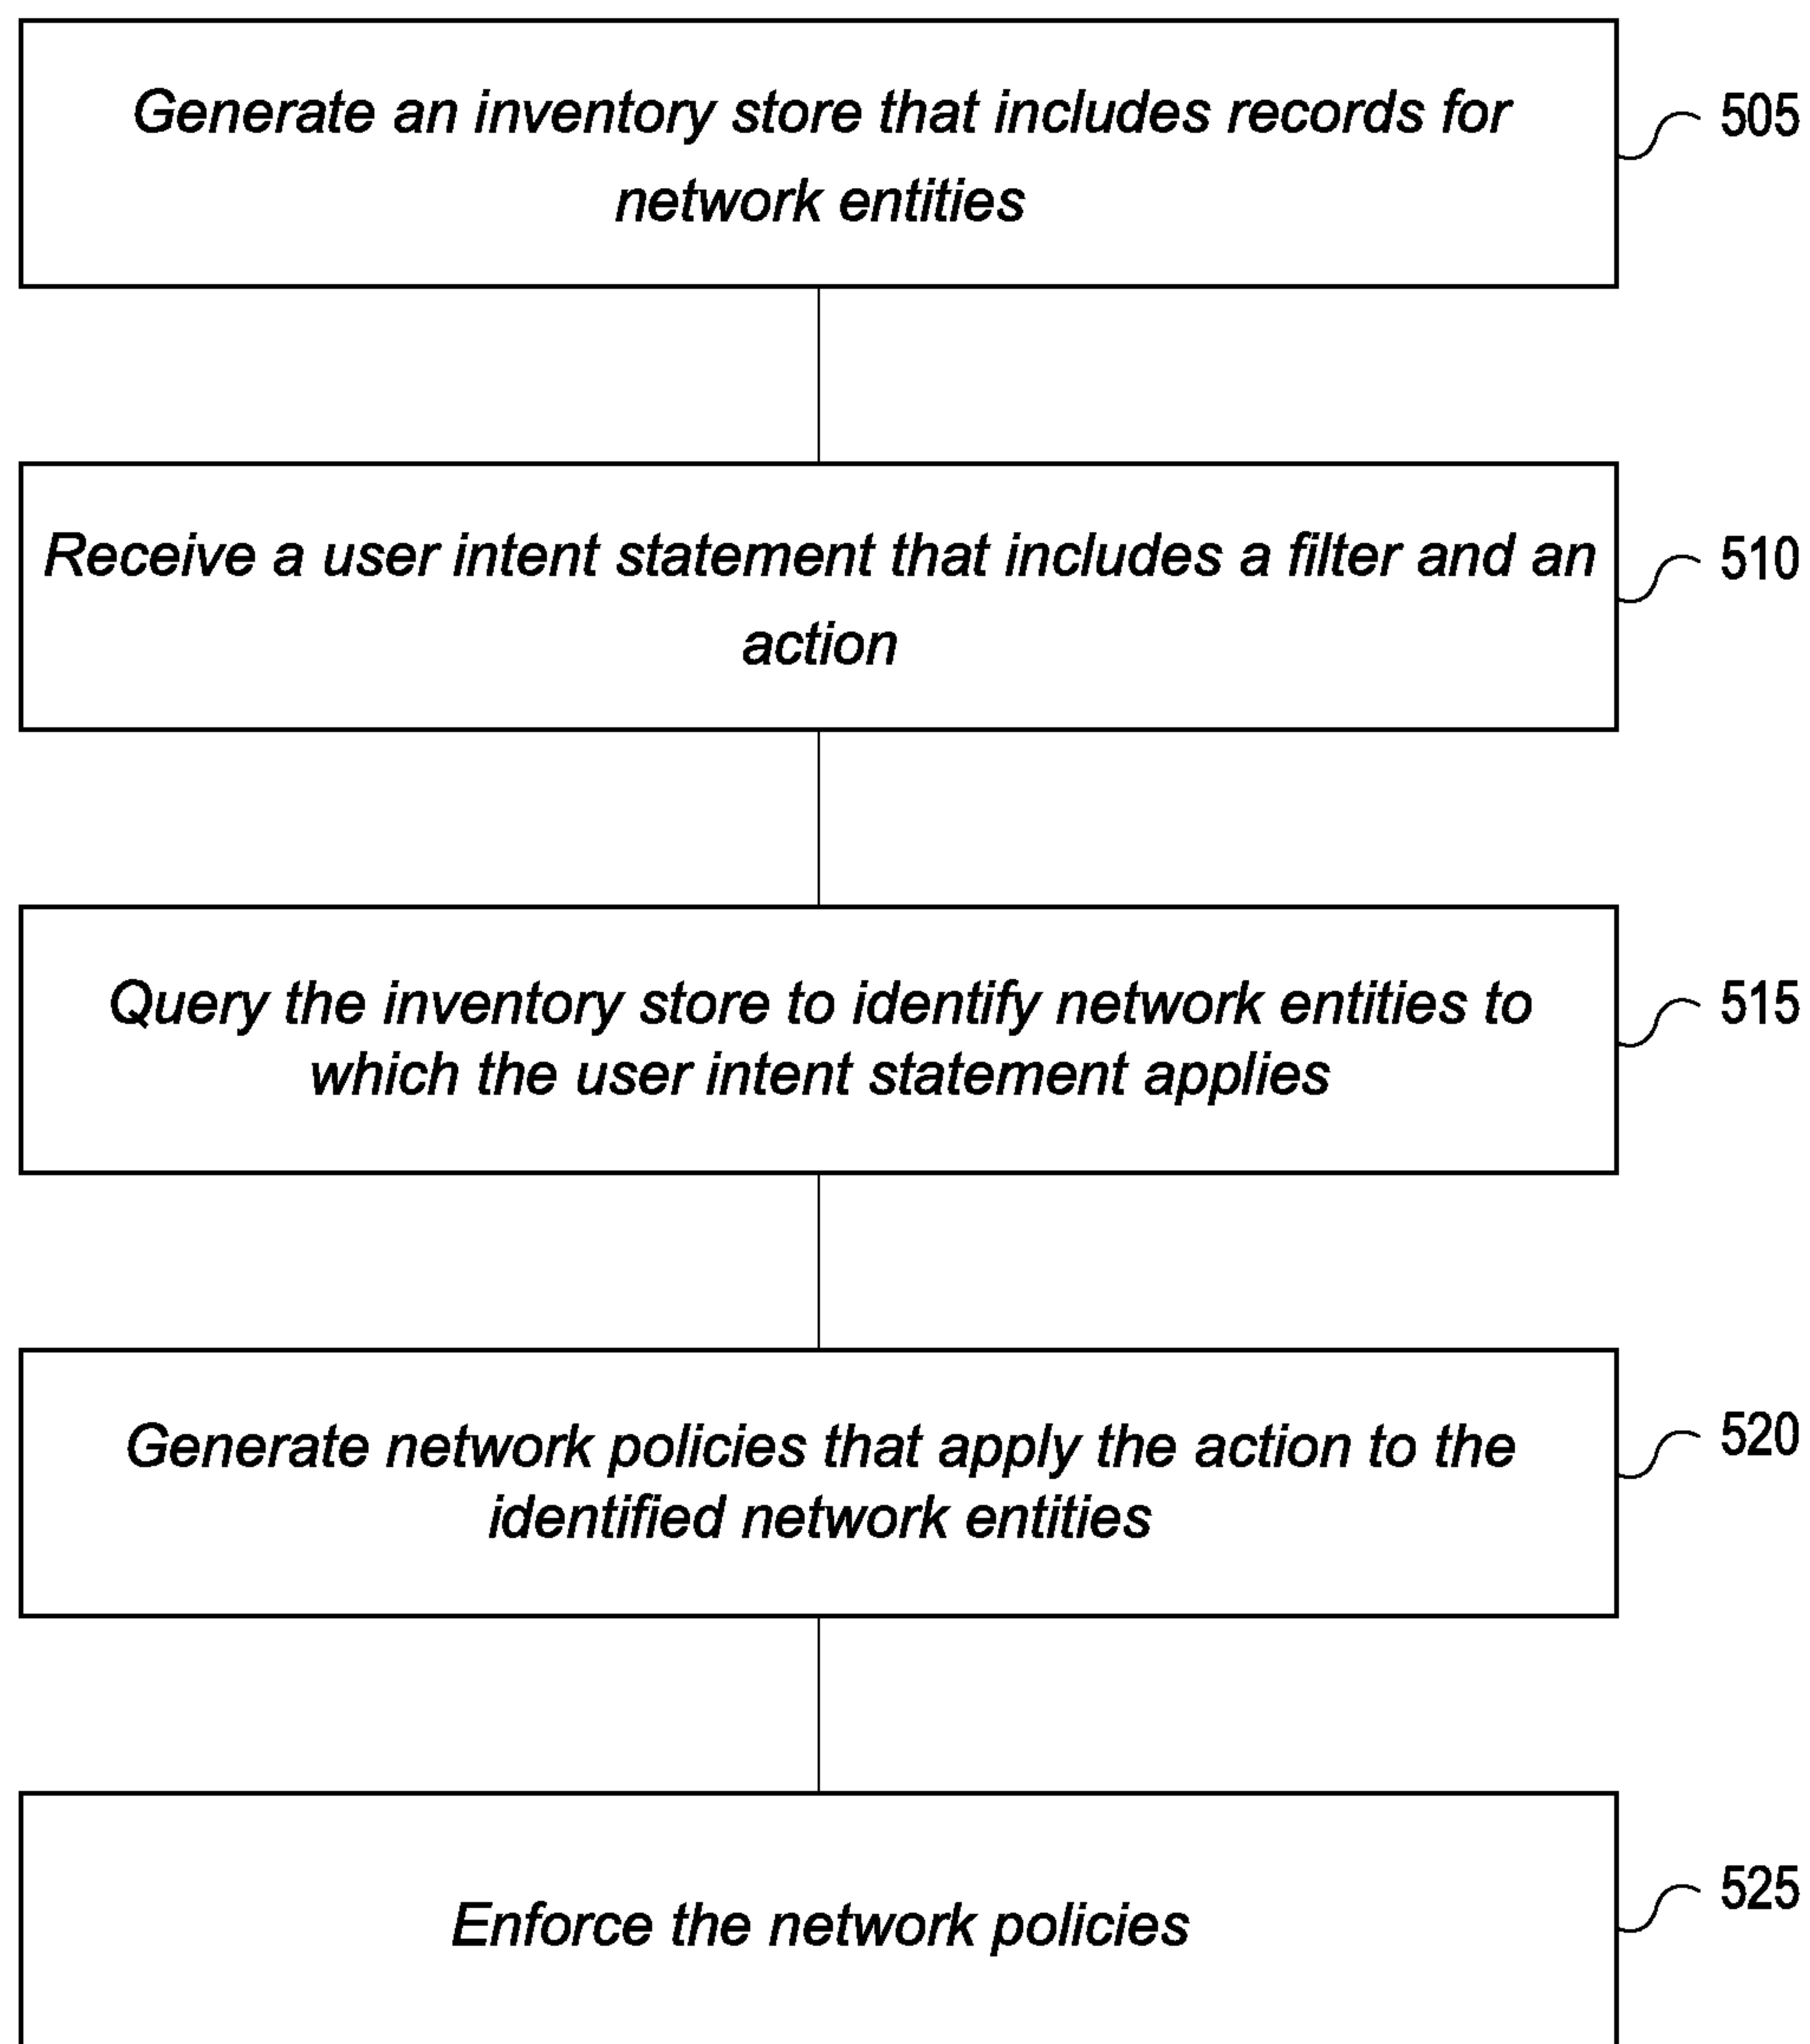 Generate an inventory store that includes records for
network entities
505
Receive a user intent statement that includes a filter and an
action
510
Query the inventory store to identify network entities to
which the user intent statement applies
515
Generate network policies that apply the action to the
identified network entities
520
Enforce the network policies
525